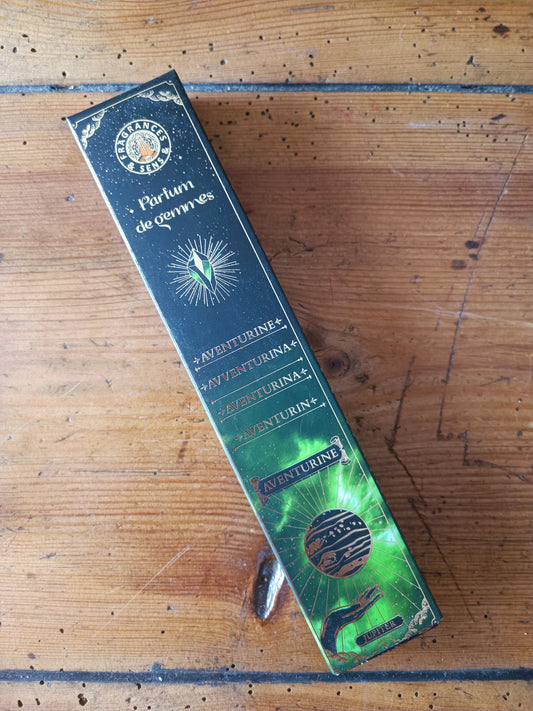 FRAGRANCES
& SENS &
Parfum
de gemmes
AVENTURINE
AVVENTURINA
AVENTURINA
AVENTURIN
AVENTURINE
JUPITER